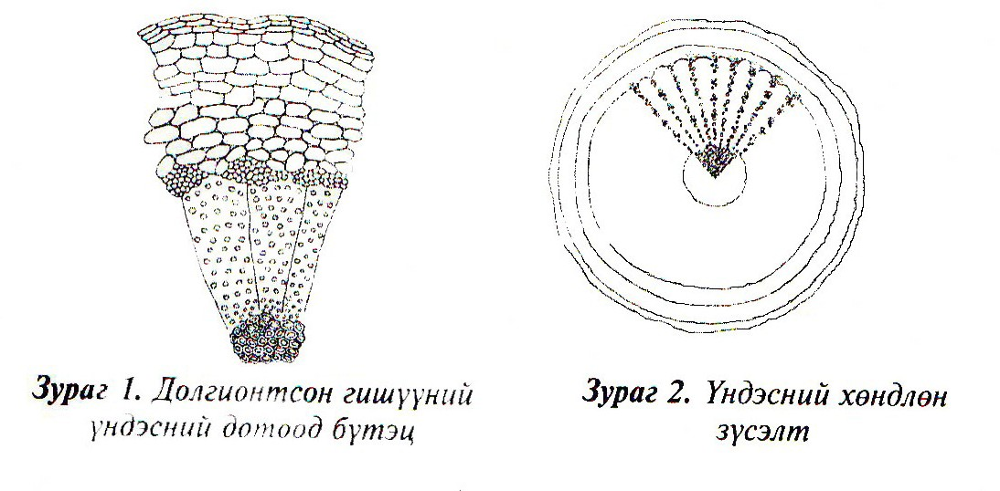 Зураг 1. Долгионтсон гишүүний
үндэсний дотоод бүтэц
Зураг 2. Үндэсний хөндлөн
зүсэлт